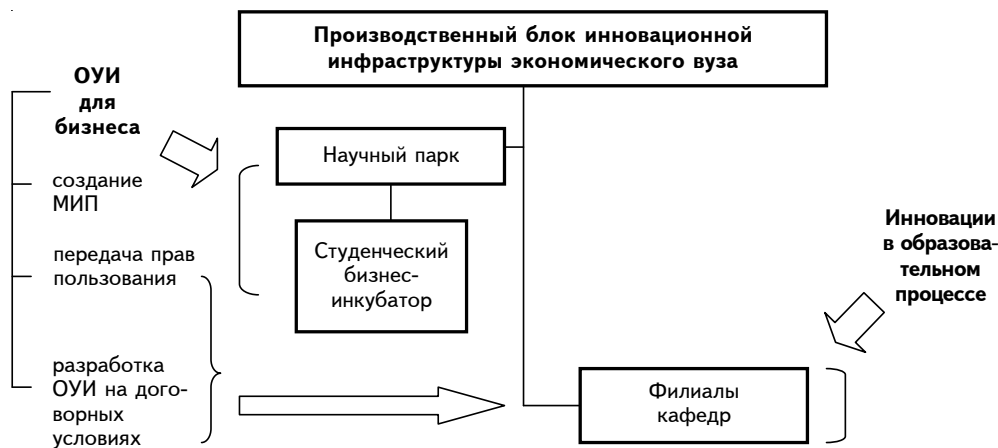 Производственный блок инновационной
инфраструктуры экономического вуза
ОУИ
для
бизнеса
создание
МИП
передача прав
пользования
разработка
ОУИ на дого-
ворных
условиях
Научный парк
Студенческий
бизнес-
инкубатор
Инновации
в образова-
тельном
процессе
Филиалы
кафедр